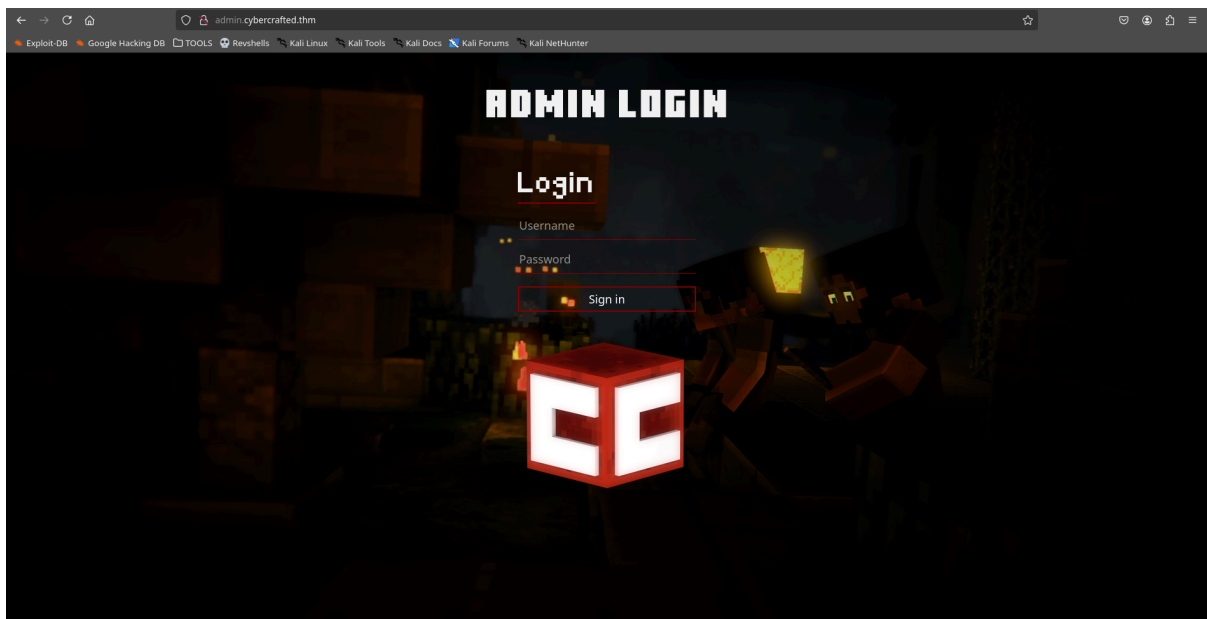 admin.cybercrafted.thm
Exploit-DB Google Hacking DB TOOLS Revshells Kali Linux Kali Tools Kali Docs Kali Forums Kali NetHunter
ADMIN LOGIN
Login
Username
Password
Sign in
CC